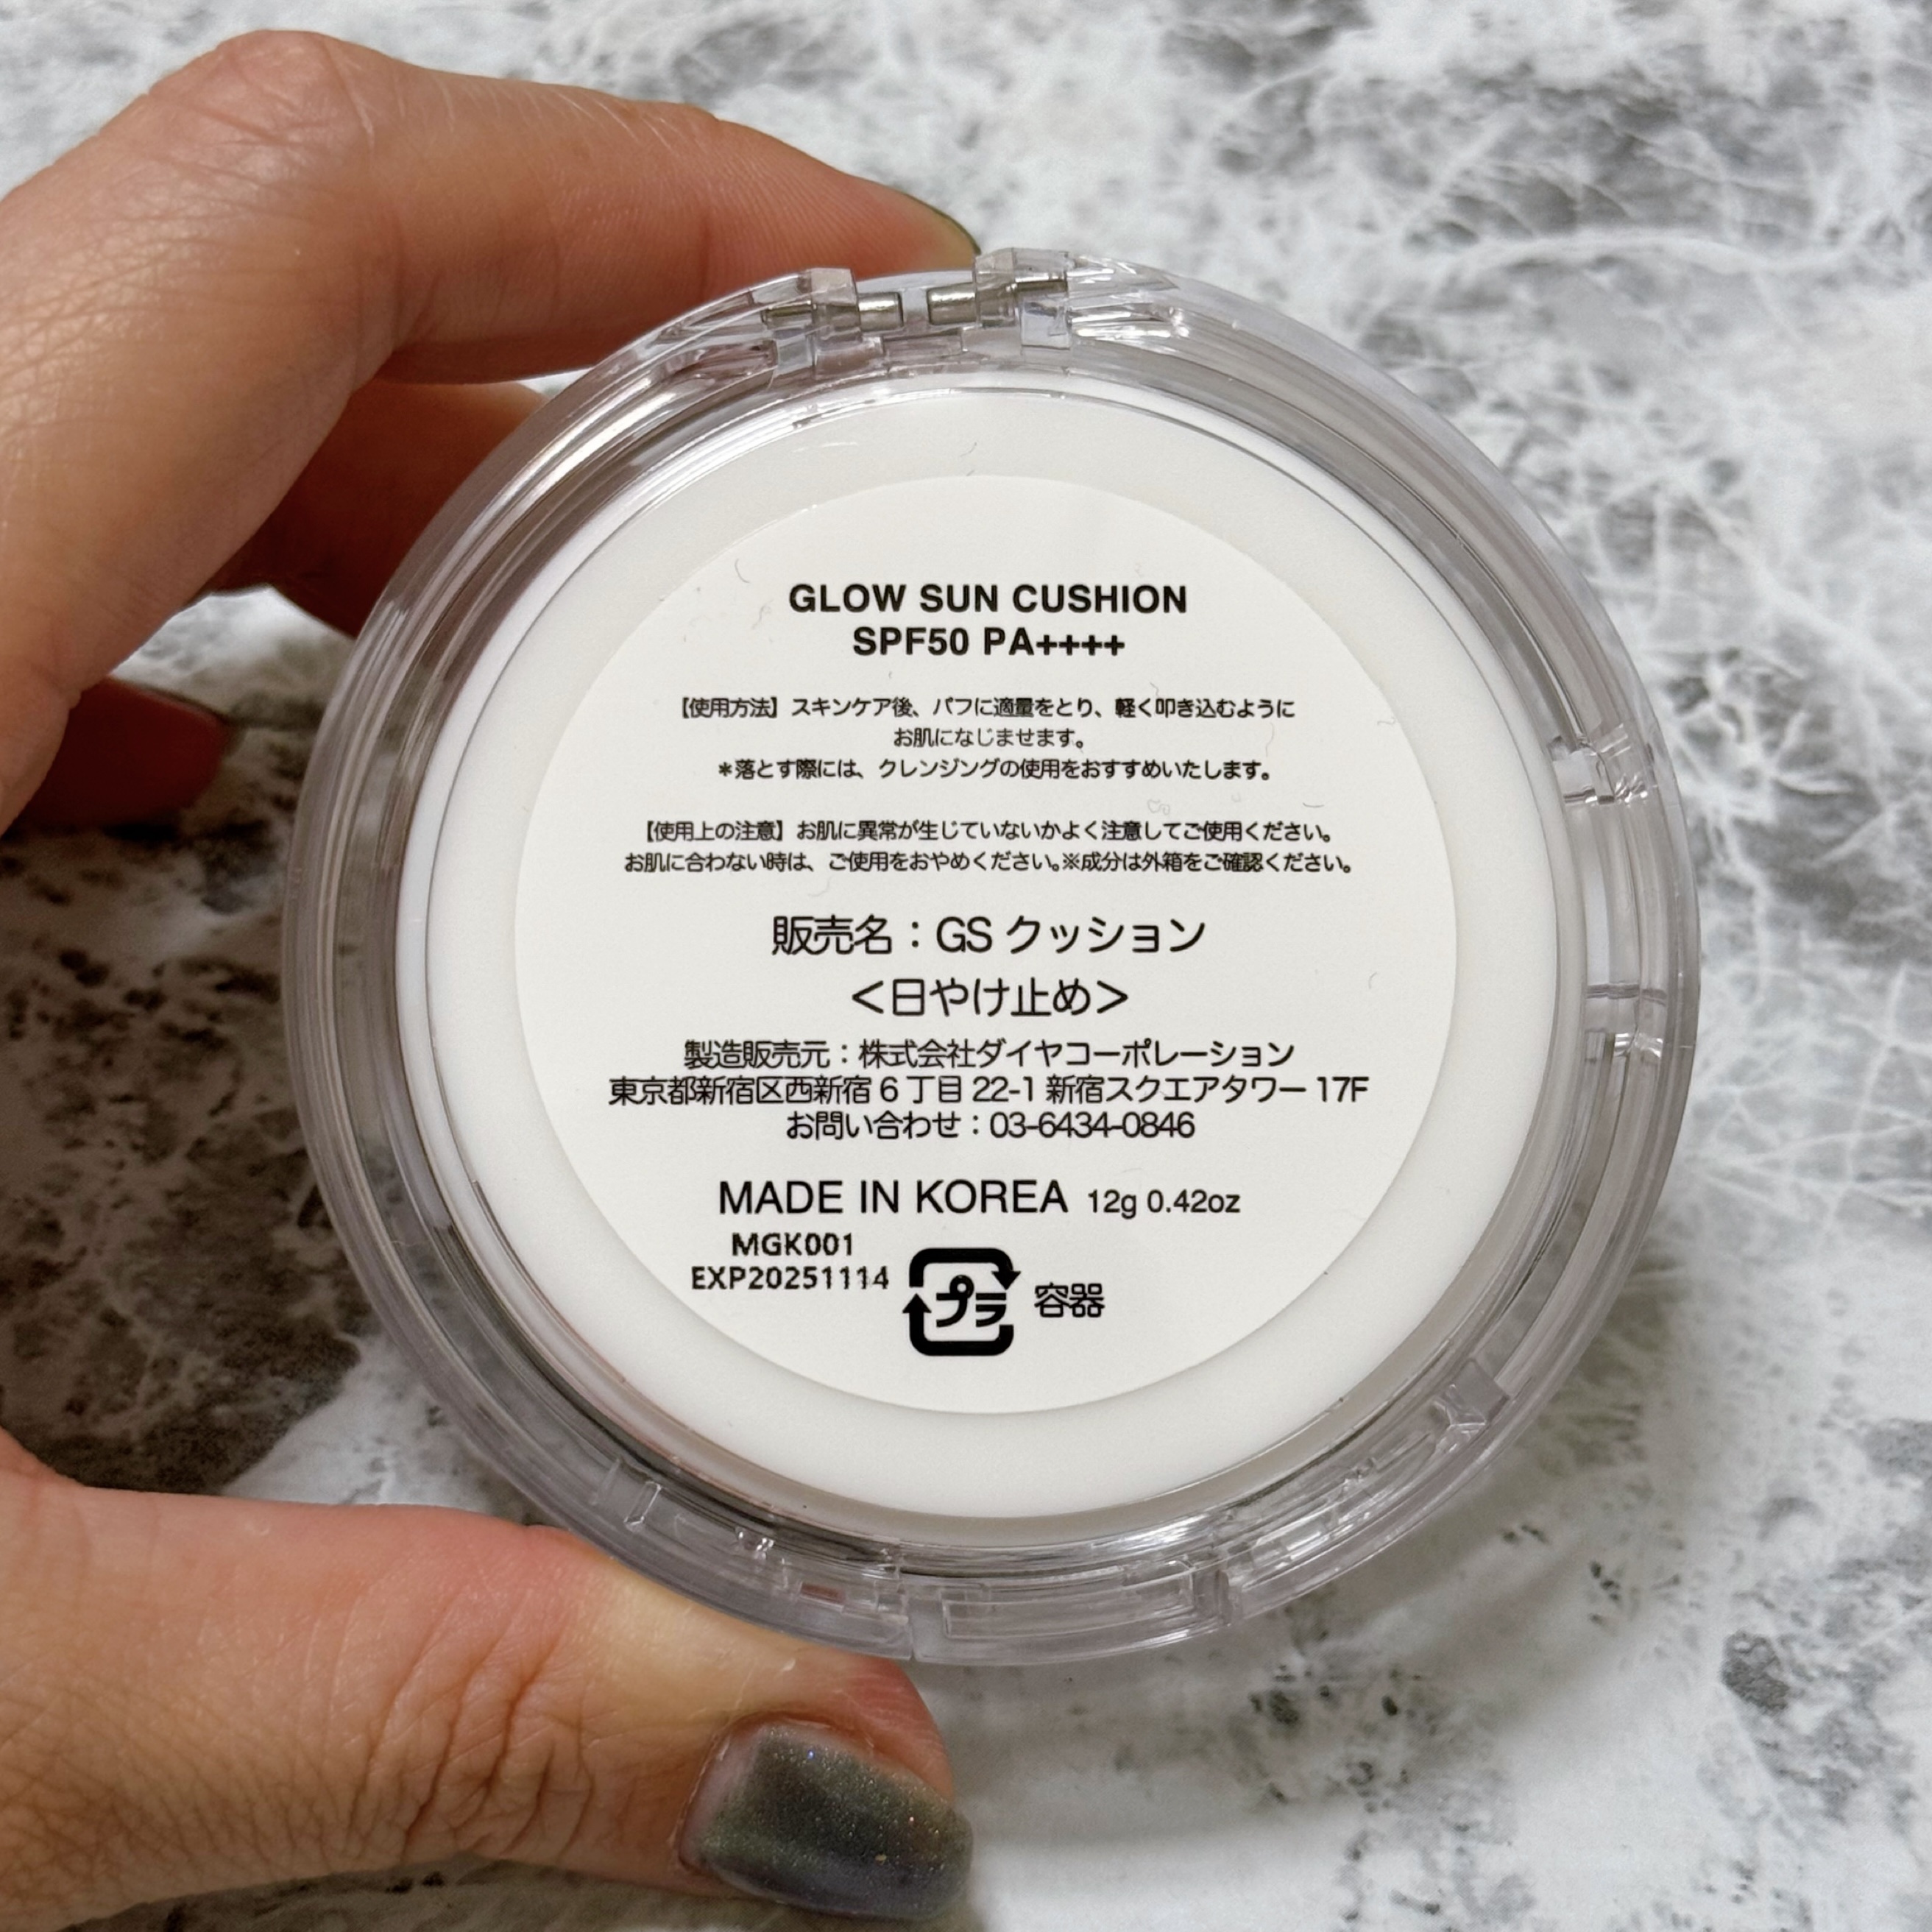 GLOW SUN CUSHION
SPF50 PA++++
【使用方法】スキンケア後、パフに適量をとり、軽く叩き込むように
お肌になじませます。
＊落とす際には、クレンジングの使用をおすすめいたします。
【使用上の注意】お肌に異常が生じていないかよく注意してご使用ください。
お肌に合わない時は、ご使用をおやめください。※成分は外箱をご確認ください。
販売名：GS クッション
＜日やけ止め＞
製造販売元：株式会社ダイヤコーポレーション
東京都新宿区西新宿 6 丁目 22-1 新宿スクエアタワー 17F
お問い合わせ：03-6434-0846
MADE IN KOREA 12g 0.42oz
MGK001
EXP20251114
プラ 容器